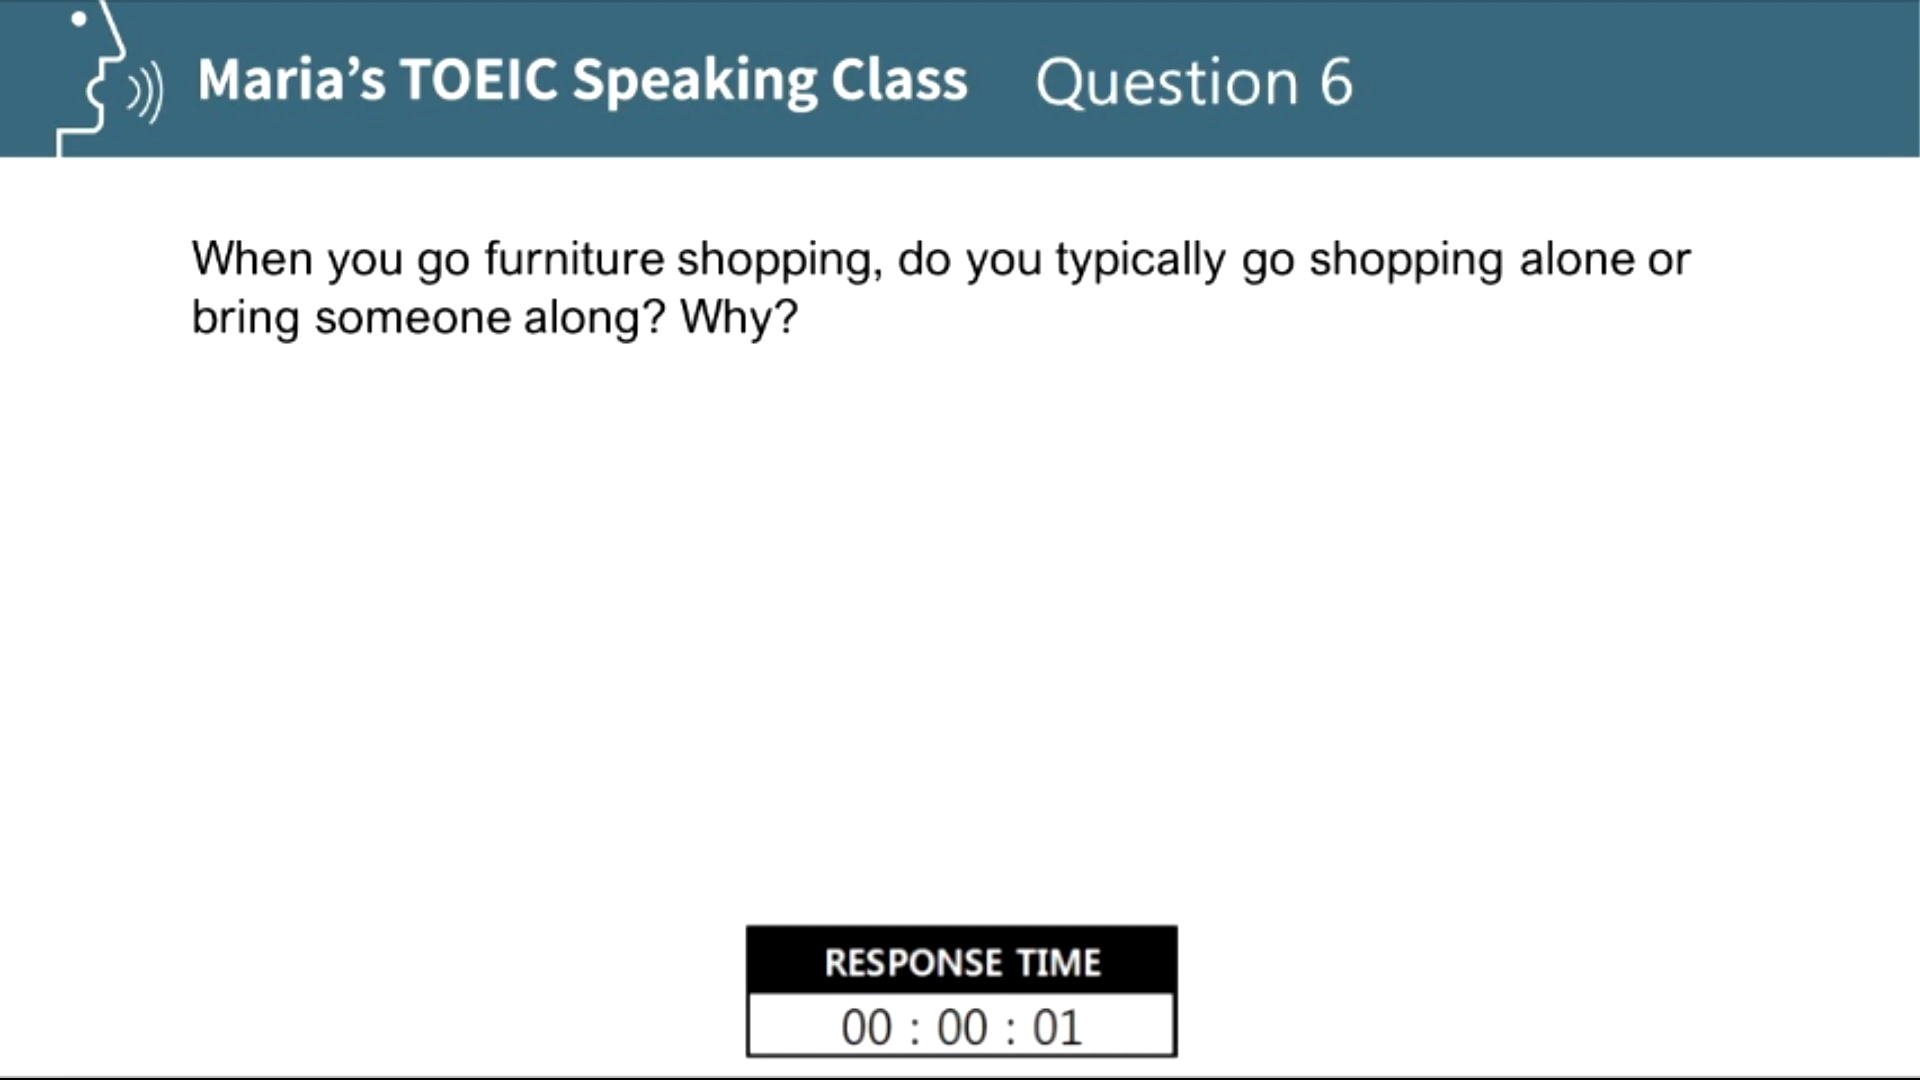 Maria’s TOEIC Speaking Class Question 6
When you go furniture shopping, do you typically go shopping alone or
bring someone along? Why?
RESPONSE TIME
00 : 00 : 01